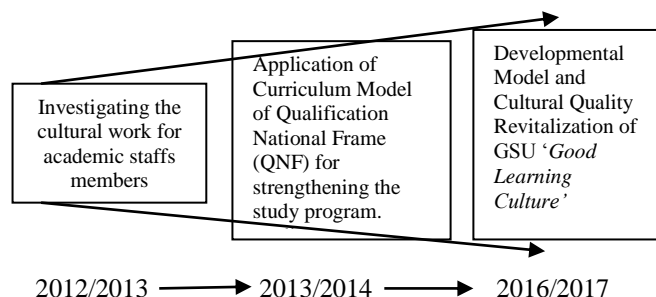 Investigating the
cultural work for
academic staffs
members
Application of
Curriculum Model
of Qualification
National Frame
(QNF) for
strengthening the
study program.
Developmental
Model and
Cultural Quality
Revitalization of
GSU ‘Good
Learning
Culture’
2012/2013
2013/2014
2016/2017